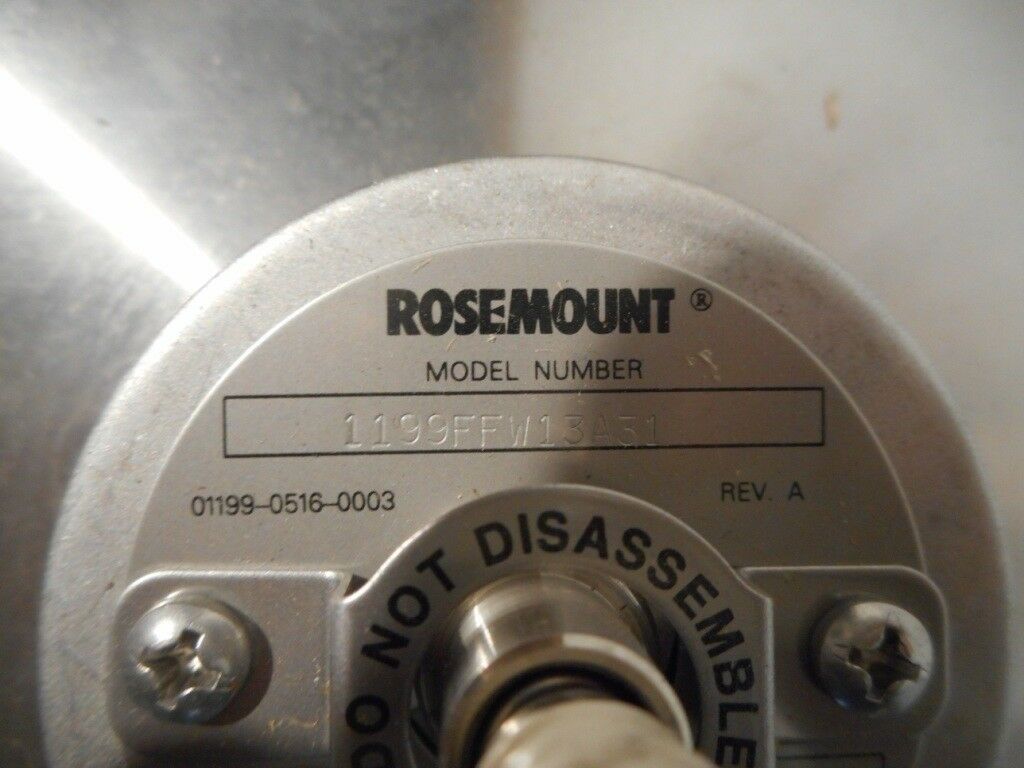 ROSEMOUNT ®
MODEL NUMBER
1199FFW13A31
01199-0516-0003
REV. A
DO NOT DISASSEMBLE